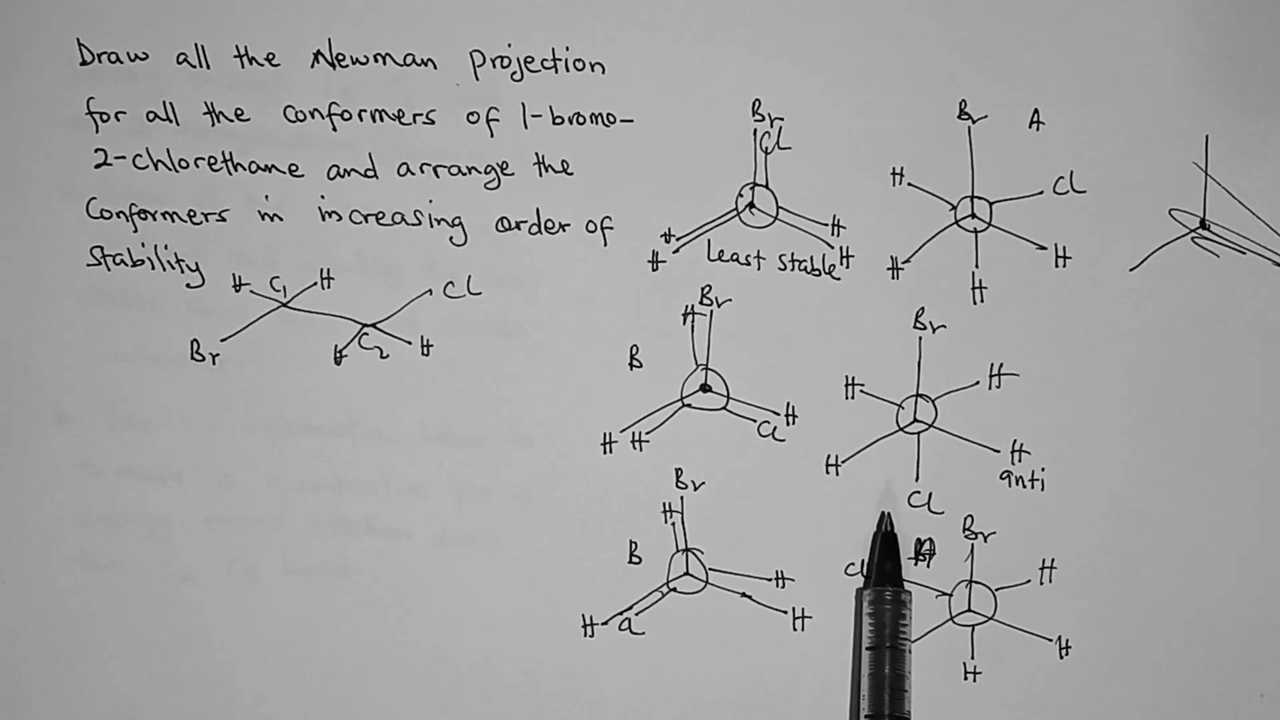 Draw all the Newman Projection
for all the conformers of 1-bromo-
2-chlorethane and arrange the
Conformers in increasing order of
stability
H C1 H Cl
Br H C2 H
Br
Cl
H H
H H
Least stable
Br A
H Cl
H H
H
Br
H
B
H H H Cl
Br
H H
H H
anti
Cl
Br
H
B
H
H Cl H
Br
Cl H
H
H